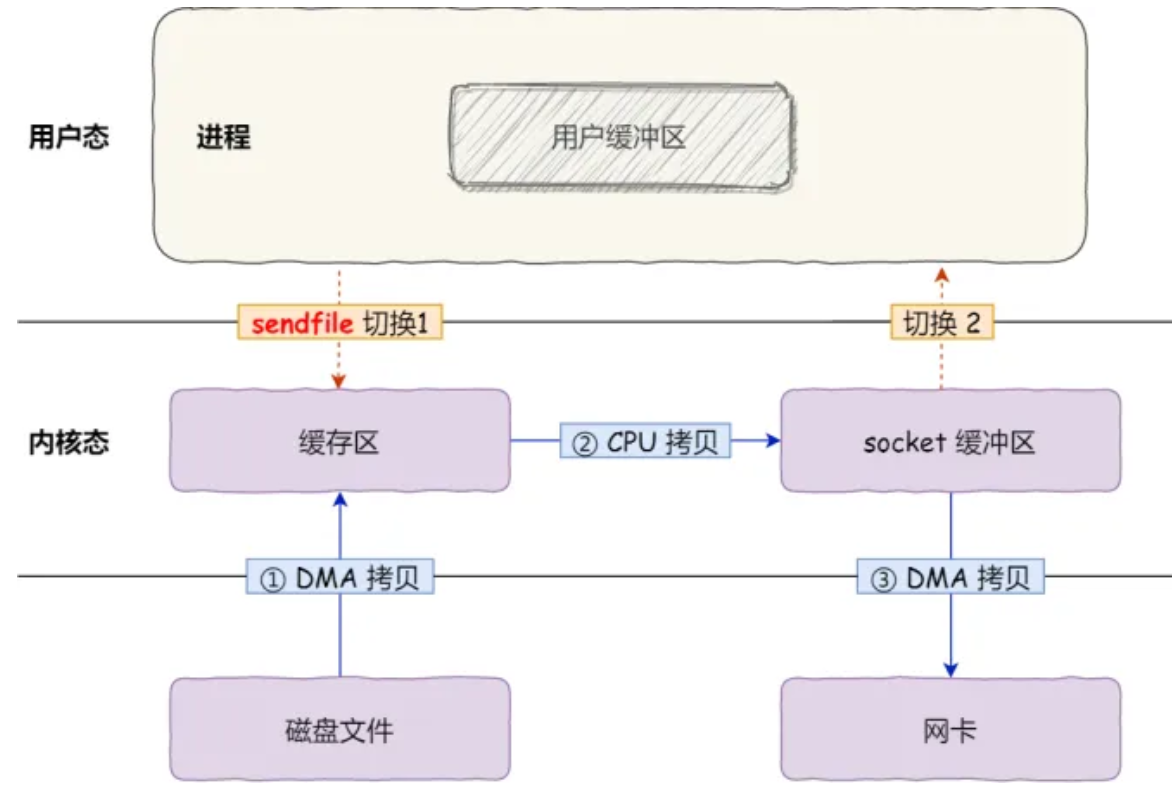 用户态
进程
用户缓冲区
sendfile 切换1
切换 2
内核态
缓存区
② CPU 拷贝
socket 缓冲区
① DMA 拷贝
③ DMA 拷贝
磁盘文件
网卡